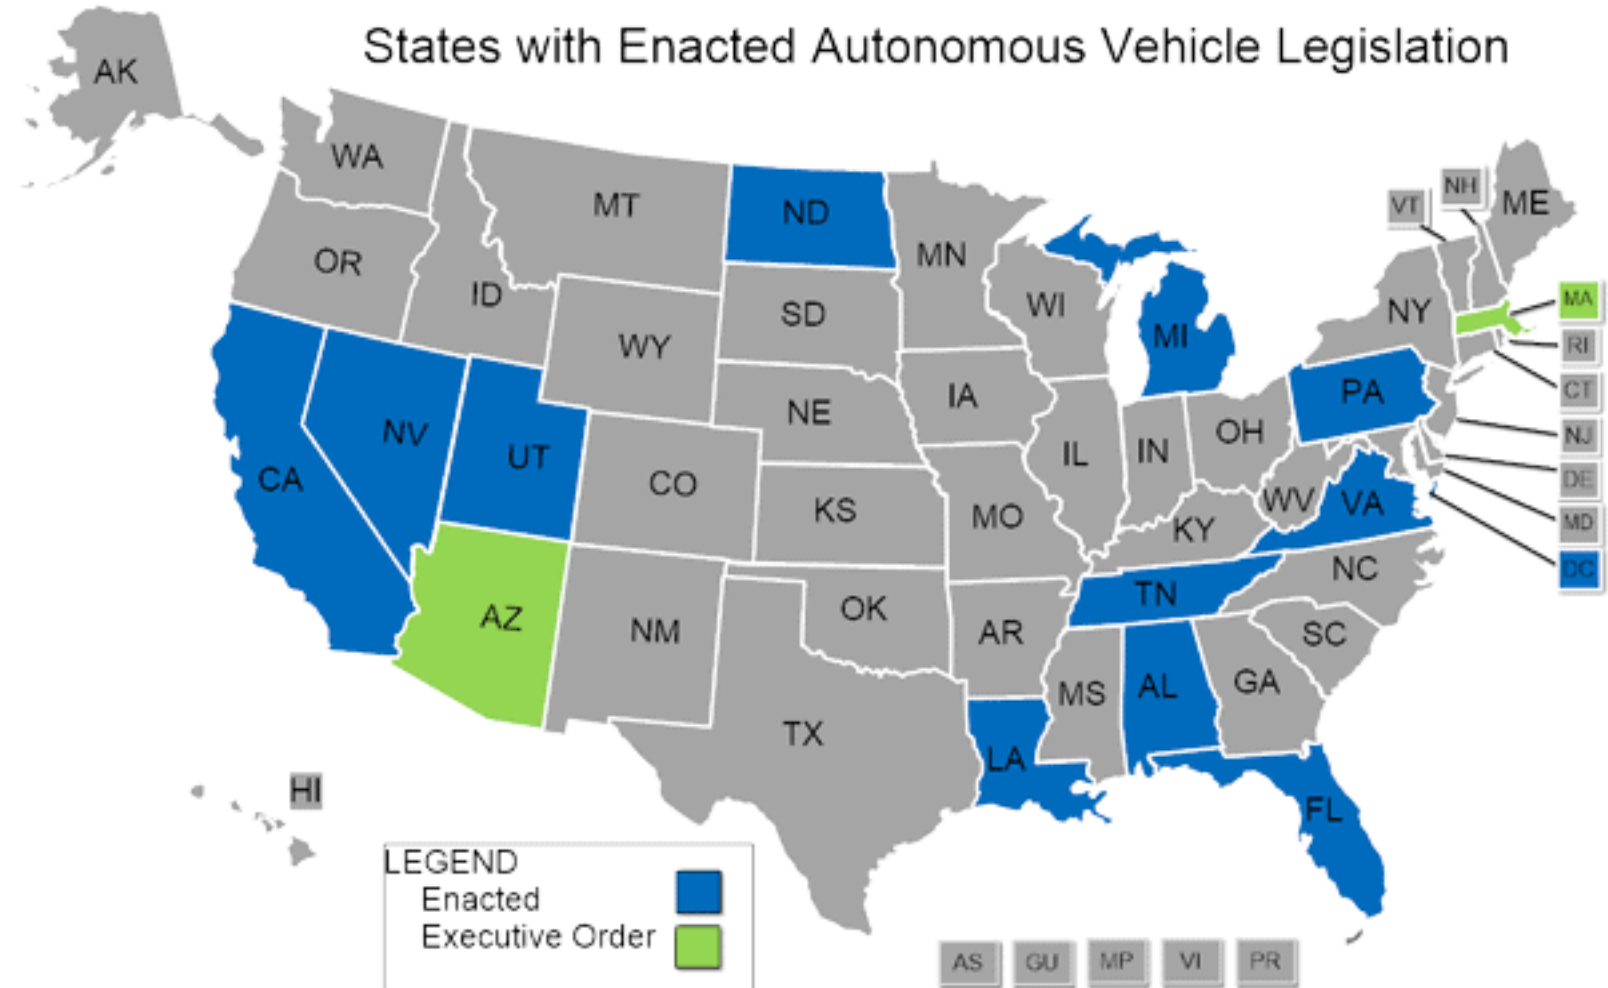 States with Enacted Autonomous Vehicle Legislation
AK
WA
MT
ND
MN
VT
NH
ME
OR
ID
WY
SD
WI
MI
NY
MA
RI
CT
NJ
DE
MD
DC
CA
NV
UT
CO
NE
IA
IL
IN
OH
PA
KS
MO
KY
WV
VA
AZ
NM
OK
AR
TN
NC
SC
TX
LA
MS
AL
GA
FL
HI
LEGEND
Enacted
Executive Order
AS
GU
MP
VI
PR